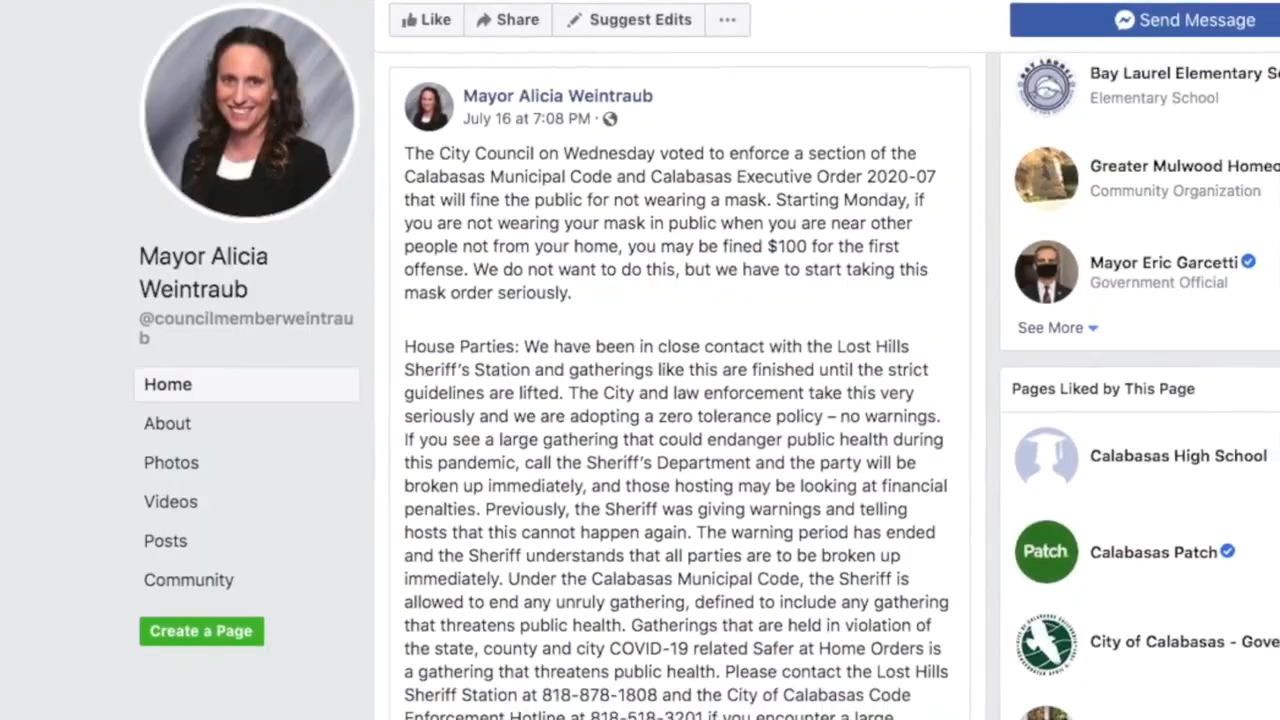 Like
Share
Suggest Edits
Send Message
Mayor Alicia
Weintraub
@councilmemberweintrau
b
Home
About
Photos
Videos
Posts
Community
Create a Page
Mayor Alicia Weintraub
July 16 at 7:08 PM ·
The City Council on Wednesday voted to enforce a section of the
Calabasas Municipal Code and Calabasas Executive Order 2020-07
that will fine the public for not wearing a mask. Starting Monday, if
you are not wearing your mask in public when you are near other
people not from your home, you may be fined $100 for the first
offense. We do not want to do this, but we have to start taking this
mask order seriously.
House Parties: We have been in close contact with the Lost Hills
Sheriff's Station and gatherings like this are finished until the strict
guidelines are lifted. The City and law enforcement take this very
seriously and we are adopting a zero tolerance policy – no warnings.
If you see a large gathering that could endanger public health during
this pandemic, call the Sheriff's Department and the party will be
broken up immediately, and those hosting may be looking at financial
penalties. Previously, the Sheriff was giving warnings and telling
hosts that this cannot happen again. The warning period has ended
and the Sheriff understands that all parties are to be broken up
immediately. Under the Calabasas Municipal Code, the Sheriff is
allowed to end any unruly gathering, defined to include any gathering
that threatens public health. Gatherings that are held in violation of
the state, county and city COVID-19 related Safer at Home Orders is
a gathering that threatens public health. Please contact the Lost Hills
Sheriff Station at 818-878-1808 and the City of Calabasas Code
Enforcement Hotline at 818-518-3201 if you encounter a large
Bay Laurel Elementary S
Elementary School
Greater Mulwood Homeo
Community Organization
Mayor Eric Garcetti
Government Official
See More
Pages Liked by This Page
Calabasas High School
Patch
Calabasas Patch
City of Calabasas - Gove